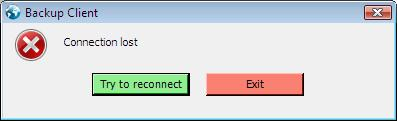 Backup Client
Connection lost
Try to reconnect
Exit